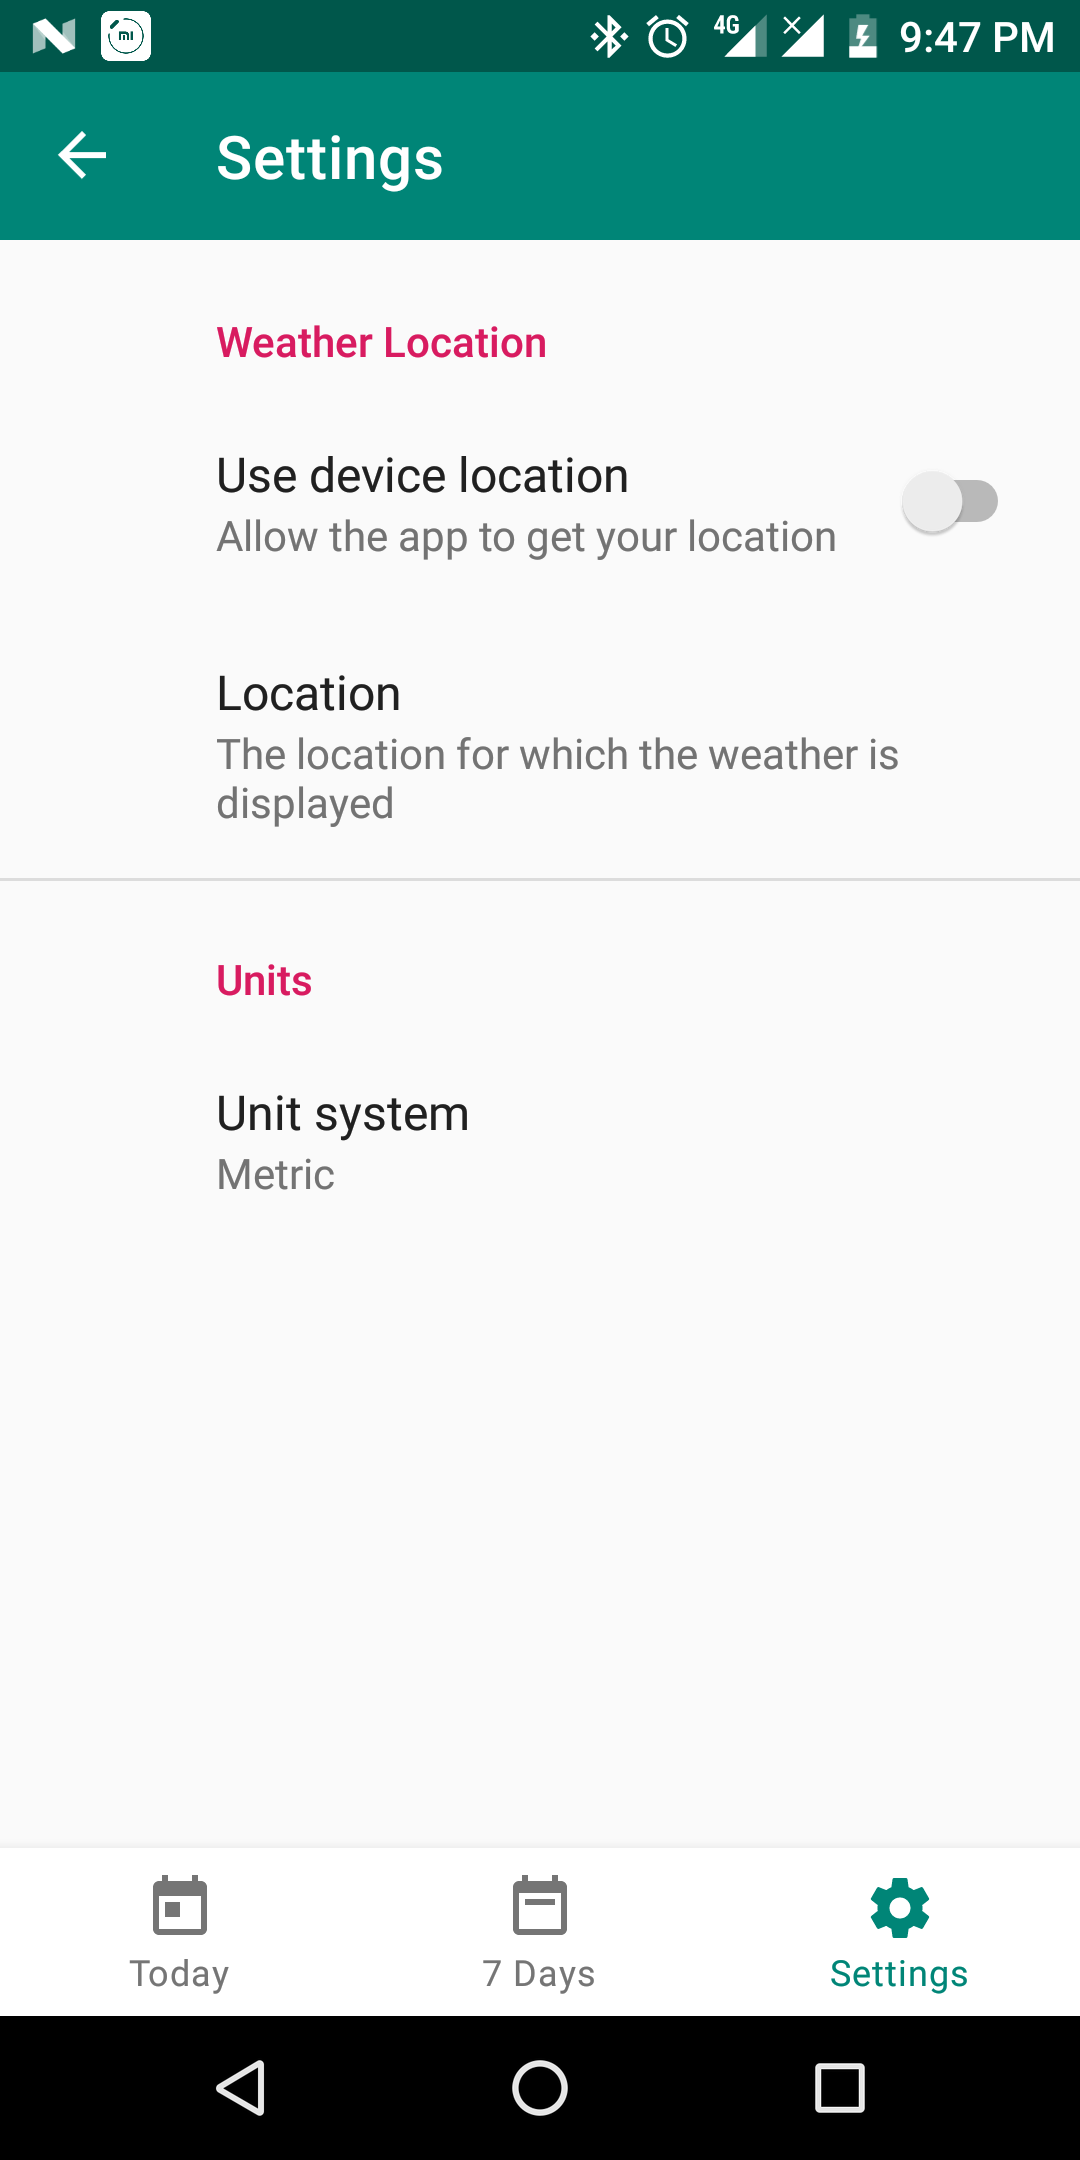 4G 9:47 PM
Settings
Weather Location
Use device location
Allow the app to get your location
Location
The location for which the weather is
displayed
Units
Unit system
Metric
Today
7 Days
Settings